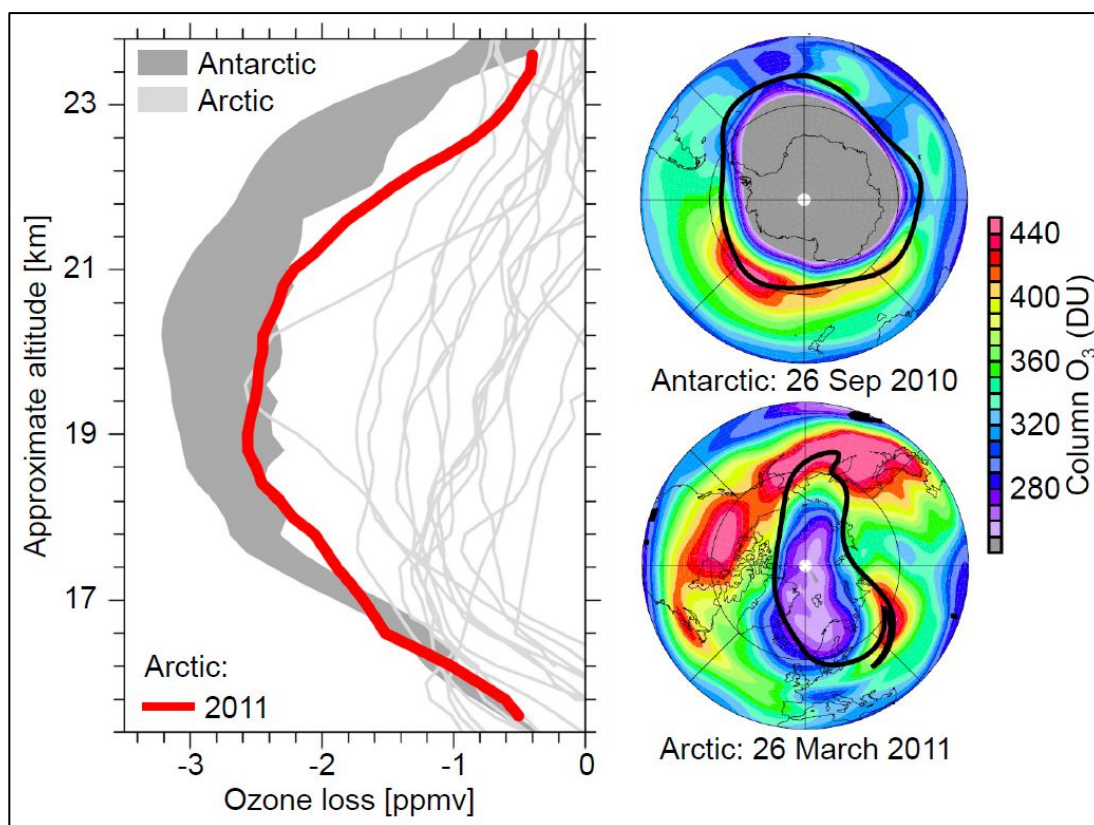 Antarctic
Arctic
23
21
19
17
Approximate altitude [km]
Arctic:
2011
-3 -2 -1 0
Ozone loss [ppmv]
Antarctic: 26 Sep 2010
Arctic: 26 March 2011
440
400
360
320
280
Column O₃ (DU)